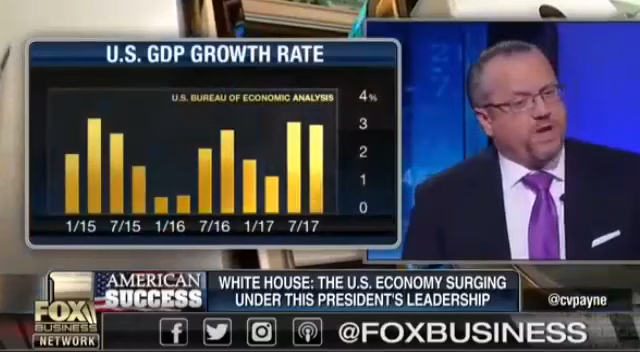 U.S. GDP GROWTH RATE
U.S. BUREAU OF ECONOMIC ANALYSIS
4%
3
2
1
0
1/15 7/15 1/16 7/16 1/17 7/17
AMERICAN
SUCCESS
WHITE HOUSE: THE U.S. ECONOMY SURGING
UNDER THIS PRESIDENT'S LEADERSHIP
@cvpayne
FOX
BUSINESS
NETWORK
@FOXBUSINESS